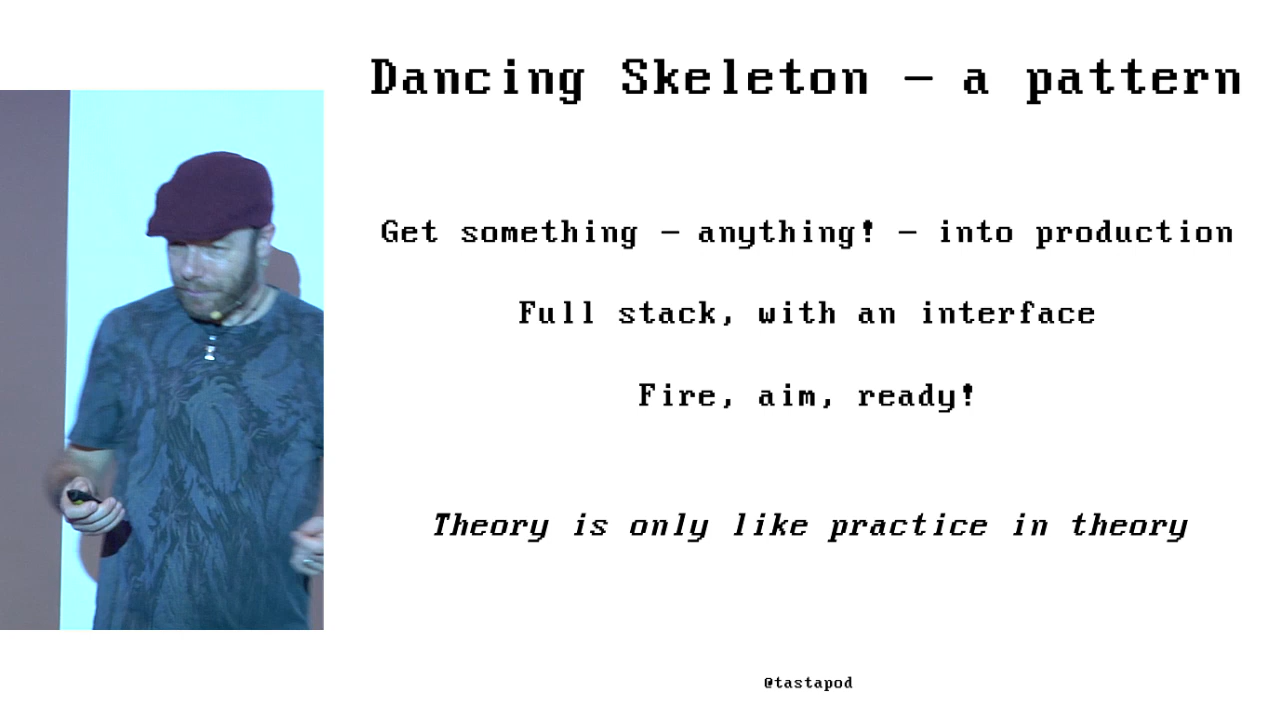 Dancing Skeleton – a pattern
Get something – anything! – into production
Full stack, with an interface
Fire, aim, ready!
Theory is only like practice in theory
@tastapod